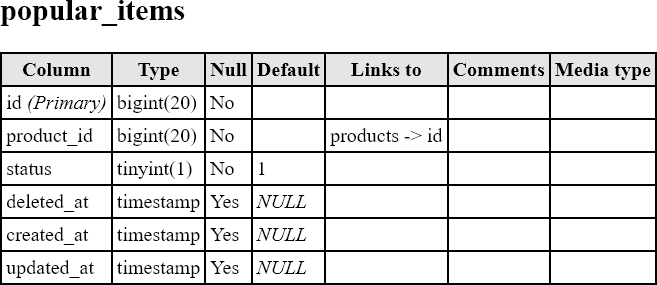 popular_items
Column Type Null Default Links to Comments Media type
id (Primary) bigint(20) No
product_id bigint(20) No products -> id
status tinyint(1) No 1
deleted_at timestamp Yes NULL
created_at timestamp Yes NULL
updated_at timestamp Yes NULL